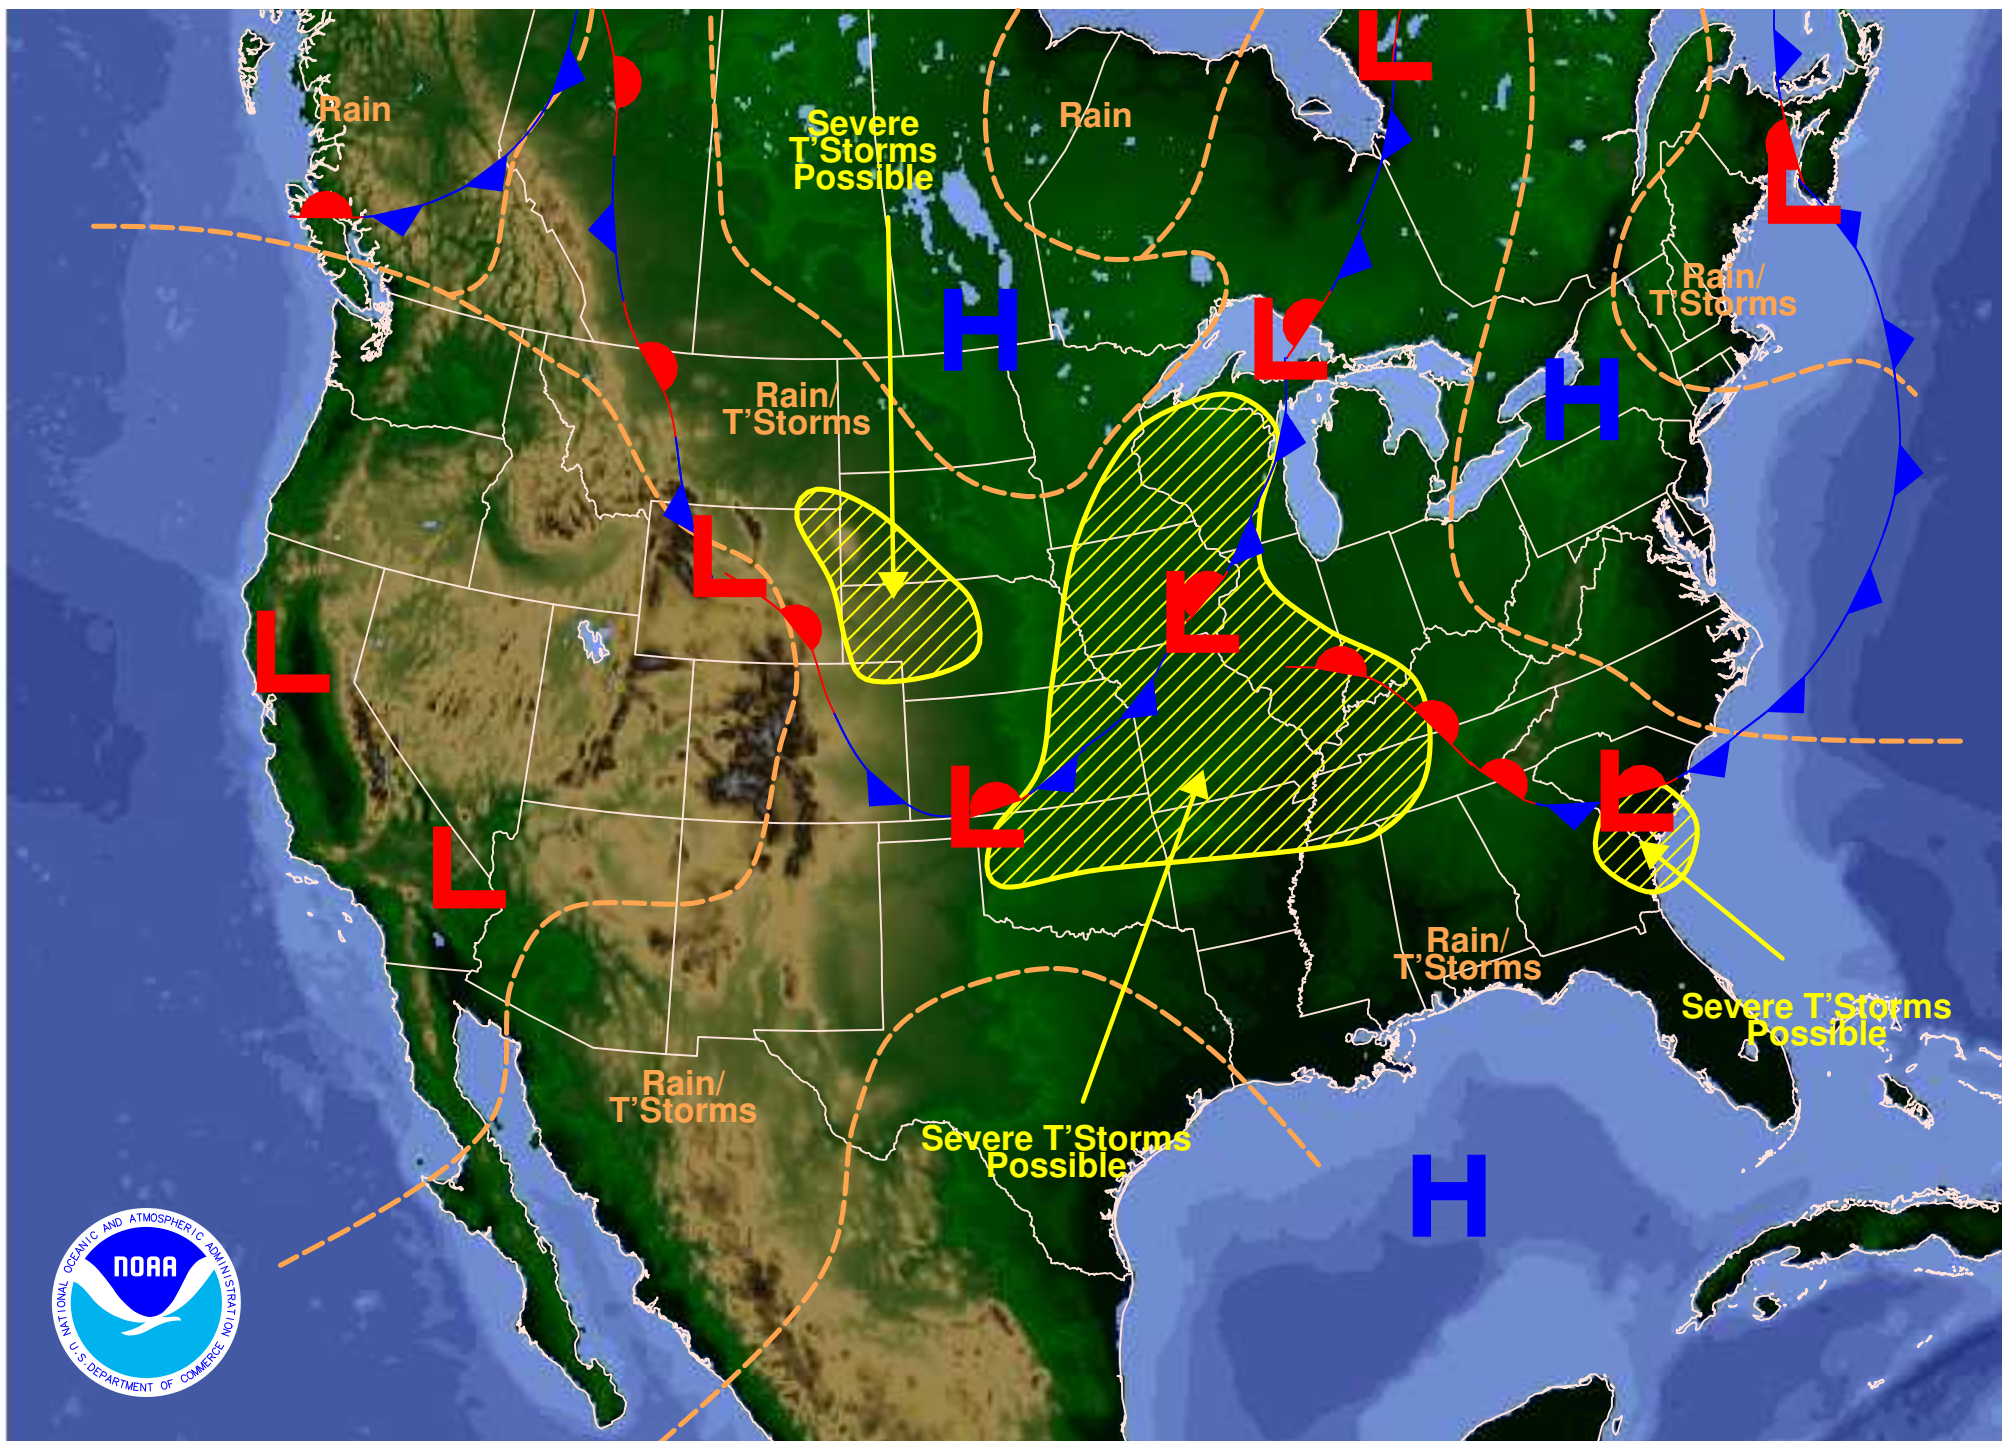 L
Rain
Rain
Severe
T'Storms
Possible
L
Rain/
T'Storms
H
L
H
Rain/
T'Storms
L
L
L
L
L
L
Rain/
T'Storms
Severe T'Storms
Possible
Rain/
T'Storms
Severe T'Storms
Possible
H
NATIONAL OCEANIC AND ATMOSPHERIC ADMINISTRATION
NOAA
U.S. DEPARTMENT OF COMMERCE